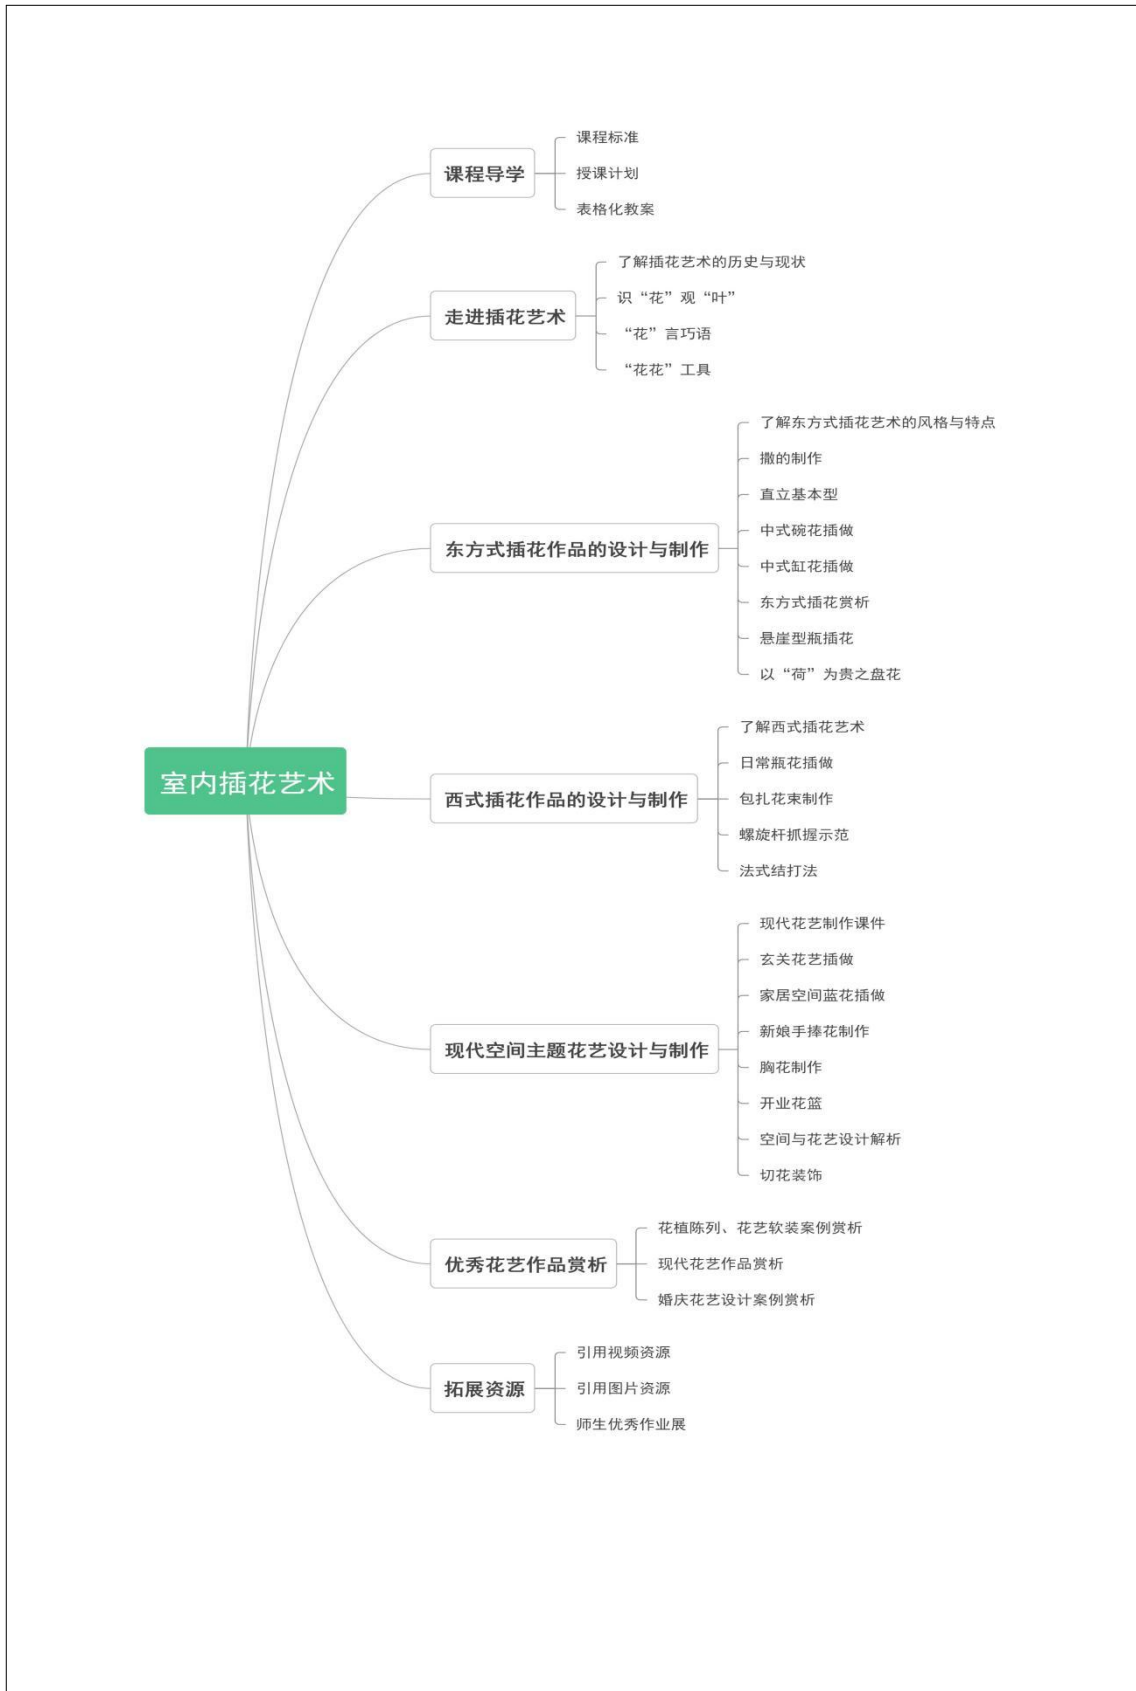 课程导学
课程标准
授课计划
表格化教案
走进插花艺术
了解插花艺术的历史与现状
识“花”观“叶”
“花”言巧语
“花花”工具
东方式插花作品的设计与制作
了解东方式插花艺术的风格与特点
撒的制作
直立基本型
中式碗花插做
中式缸花插做
东方式插花赏析
悬崖型瓶插花
以“荷”为贵之盘花
室内插花艺术
西式插花作品的设计与制作
了解西式插花艺术
日常瓶花插做
包扎花束制作
螺旋杆抓握示范
法式结打法
现代空间主题花艺设计与制作
现代花艺制作课件
玄关花艺插做
家居空间蓝花插做
新娘手捧花制作
胸花制作
开业花篮
空间与花艺设计解析
切花装饰
优秀花艺作品赏析
花植陈列、花艺软装案例赏析
现代花艺作品赏析
婚庆花艺设计案例赏析
拓展资源
引用视频资源
引用图片资源
师生优秀作业展